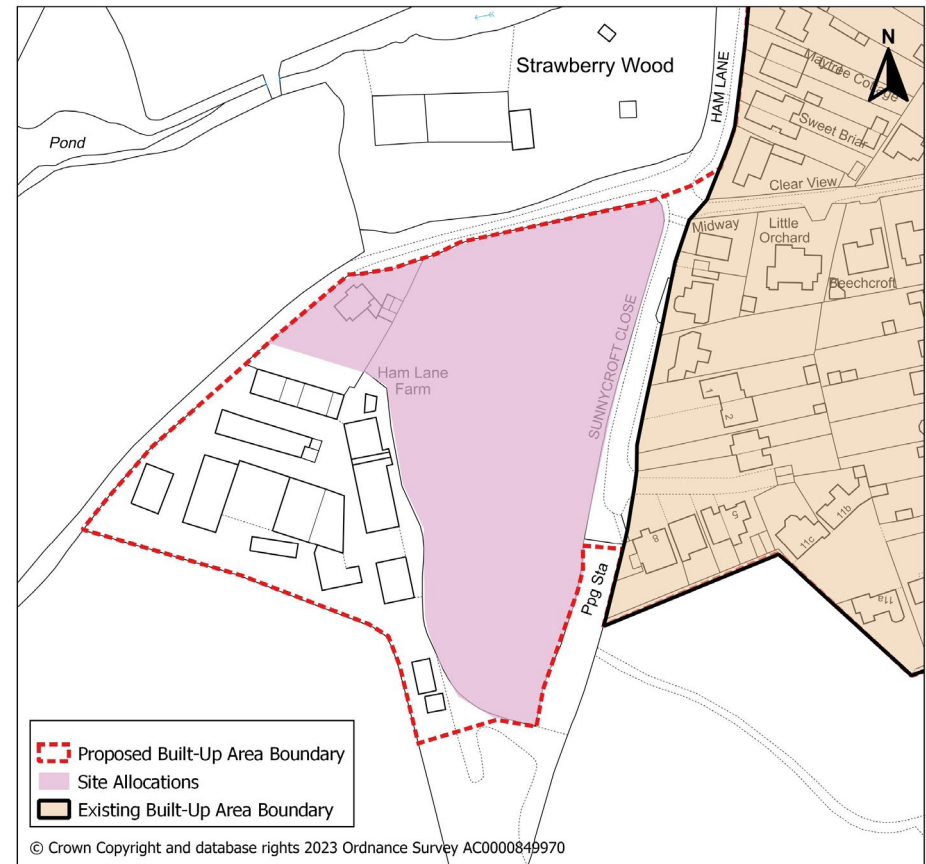 N
Strawberry Wood
HAM LANE
Maytree Cottage
Sweet Briar
Pond
Clear View
Midway
Little
Orchard
Beechcroft
SUNNYCROFT CLOSE
Ham Lane
Farm
1
2
11b
5
8
11c
11a
Ppg Sta
Proposed Built-Up Area Boundary
Site Allocations
Existing Built-Up Area Boundary
© Crown Copyright and database rights 2023 Ordnance Survey AC0000849970